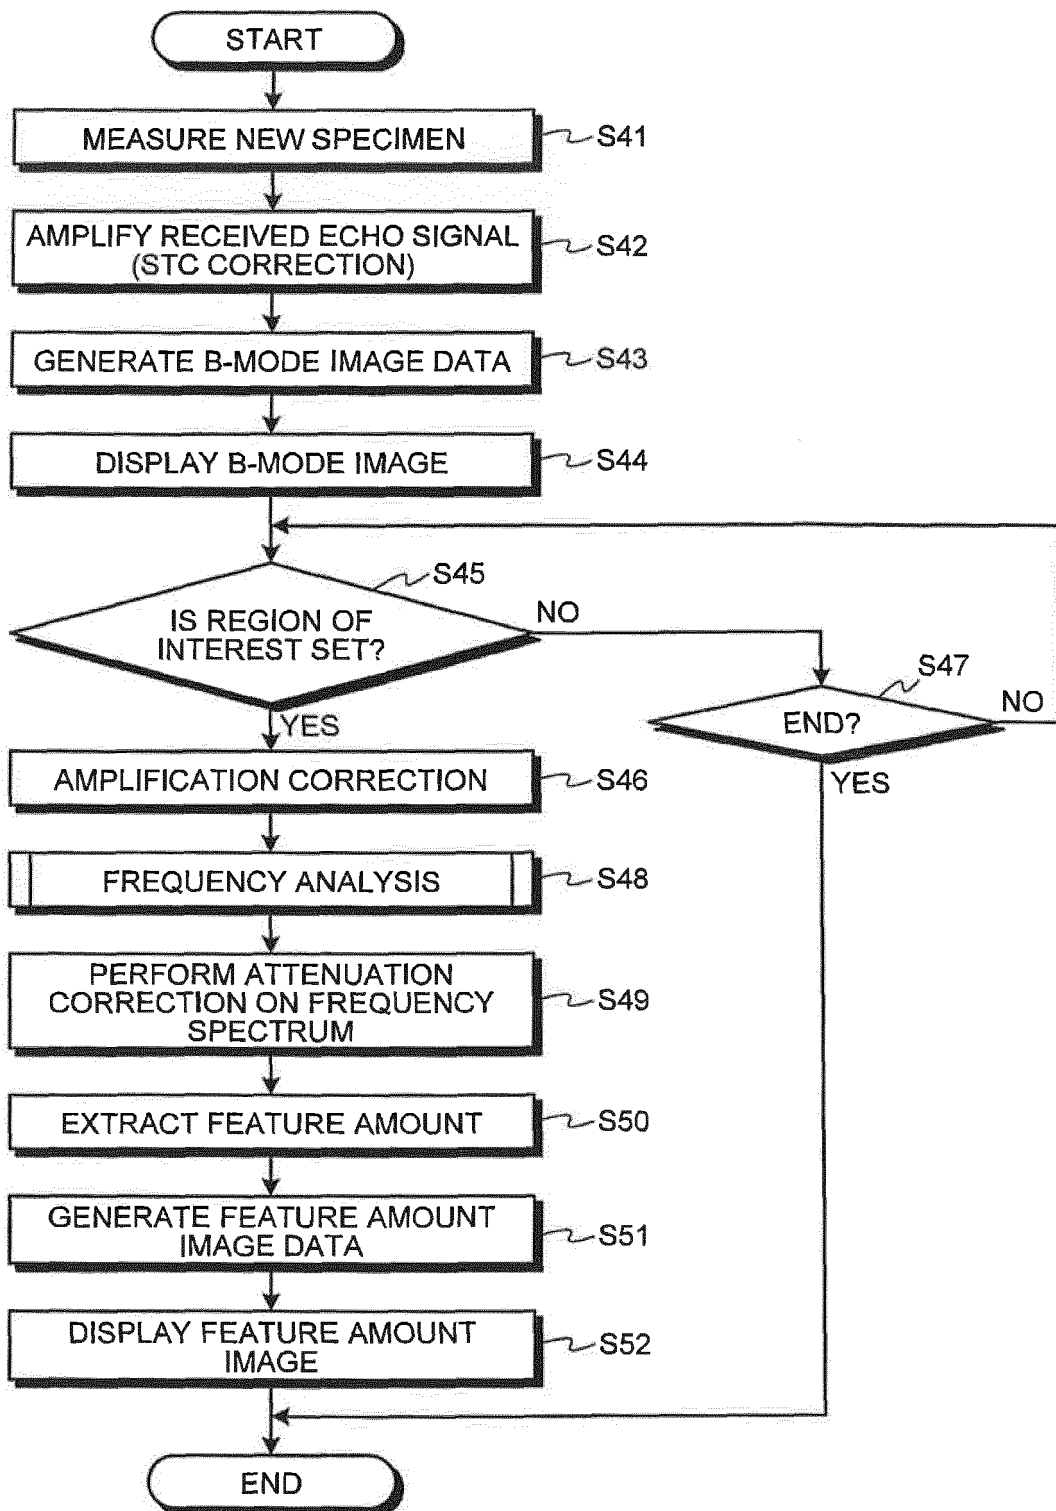 START
MEASURE NEW SPECIMEN
S41
AMPLIFY RECEIVED ECHO SIGNAL
(STC CORRECTION)
S42
GENERATE B-MODE IMAGE DATA
S43
DISPLAY B-MODE IMAGE
S44
S45
IS REGION OF
INTEREST SET?
NO
S47
END?
NO
YES
YES
AMPLIFICATION CORRECTION
S46
FREQUENCY ANALYSIS
S48
PERFORM ATTENUATION
CORRECTION ON FREQUENCY
SPECTRUM
S49
EXTRACT FEATURE AMOUNT
S50
GENERATE FEATURE AMOUNT
IMAGE DATA
S51
DISPLAY FEATURE AMOUNT
IMAGE
S52
END